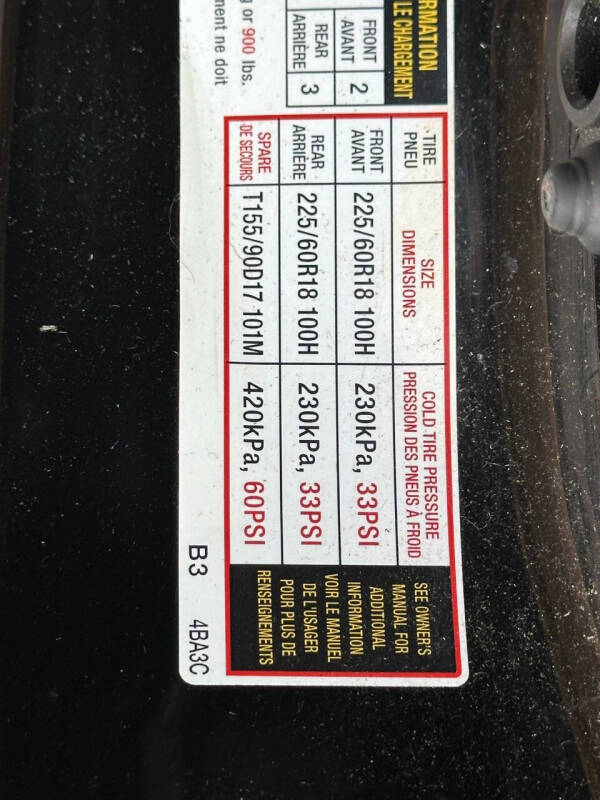 RMATION
LE CHARGEMENT
FRONT
AVANT
2
REAR
ARRIÈRE
3
or 900 lbs.
ment ne doit
TIRE
PNEU
SIZE
DIMENSIONS
COLD TIRE PRESSURE
PRESSION DES PNEUS À FROID
FRONT
AVANT
225/60R18 100H
230kPa, 33PSI
REAR
ARRIÈRE
225/60R18 100H
230kPa, 33PSI
SPARE
DE SECOURS
T155/90D17 101M
420kPa, 60PSI
SEE OWNER'S
MANUAL FOR
ADDITIONAL
INFORMATION
VOIR LE MANUEL
DE L'USAGER
POUR PLUS DE
RENSEIGNEMENTS
B3 4BA3C